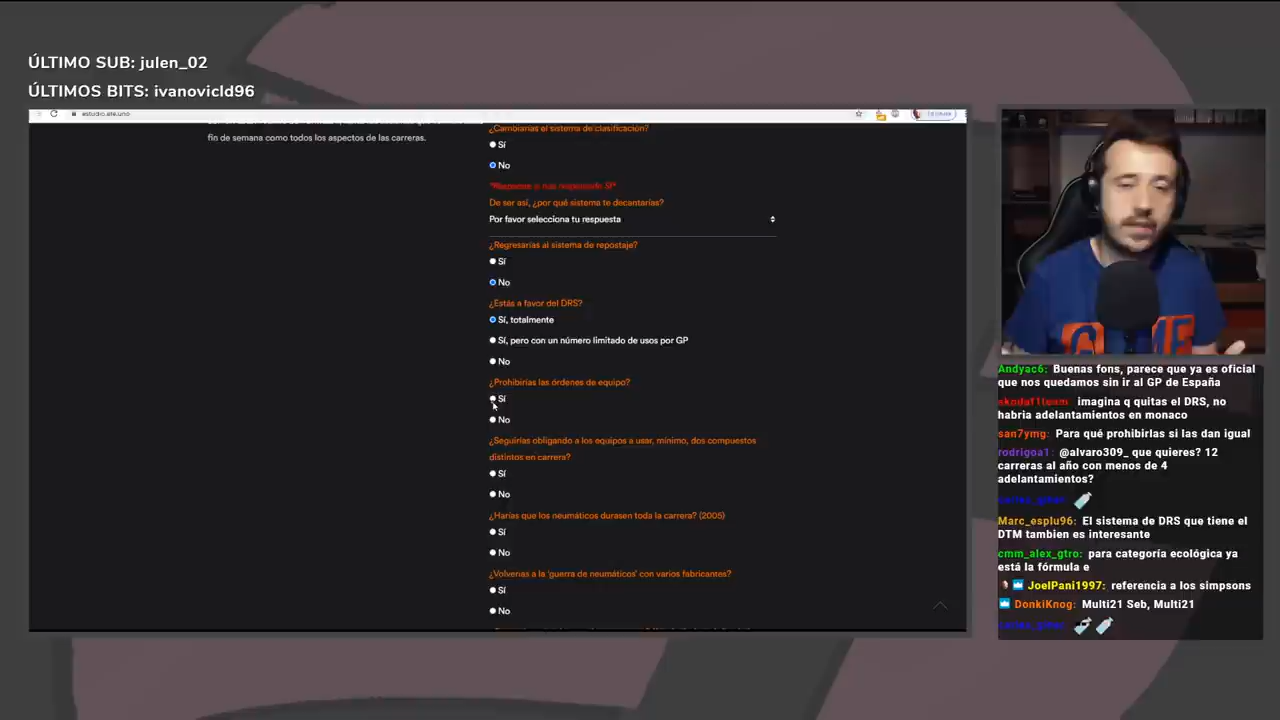 ÚLTIMO SUB: julen_02
ÚLTIMOS BITS: ivanovicld96
estudio.ate.uno
fin de semana como todos los aspectos de las carreras.
¿Cambiarías el sistema de clasificación?
Sí
No
De ser así, ¿por qué sistema te decantarías?
Por favor selecciona tu respuesta
¿Regresarías al sistema de repostaje?
Sí
No
¿Estás a favor del DRS?
Sí, totalmente
Sí, pero con un número limitado de usos por GP
No
¿Prohibirías las órdenes de equipo?
Sí
No
¿Seguirías obligando a los equipos a usar, mínimo, dos compuestos
distintos en carrera?
Sí
No
¿Harías que los neumáticos durasen toda la carrera? (2005)
Sí
No
¿Volverías a la 'guerra de neumáticos' con varios fabricantes?
Sí
No
Andyac6: Buenas fons, parece que ya es oficial
que nos quedamos sin ir al GP de España
imagina q quitas el DRS, no
habria adelantamientos en monaco
san7ymg: Para qué prohibirlas si las dan igual
rodrigoa1: @alvaro309_ que quieres? 12
carreras al año con menos de 4
adelantamientos?
Marc_esplu96: El sistema de DRS que tiene el
DTM tambien es interesante
cmm_alex_gtro: para categoría ecológica ya
está la fórmula e
JoelPani1997: referencia a los simpsons
DonkiKnog: Multi21 Seb, Multi21
GAME